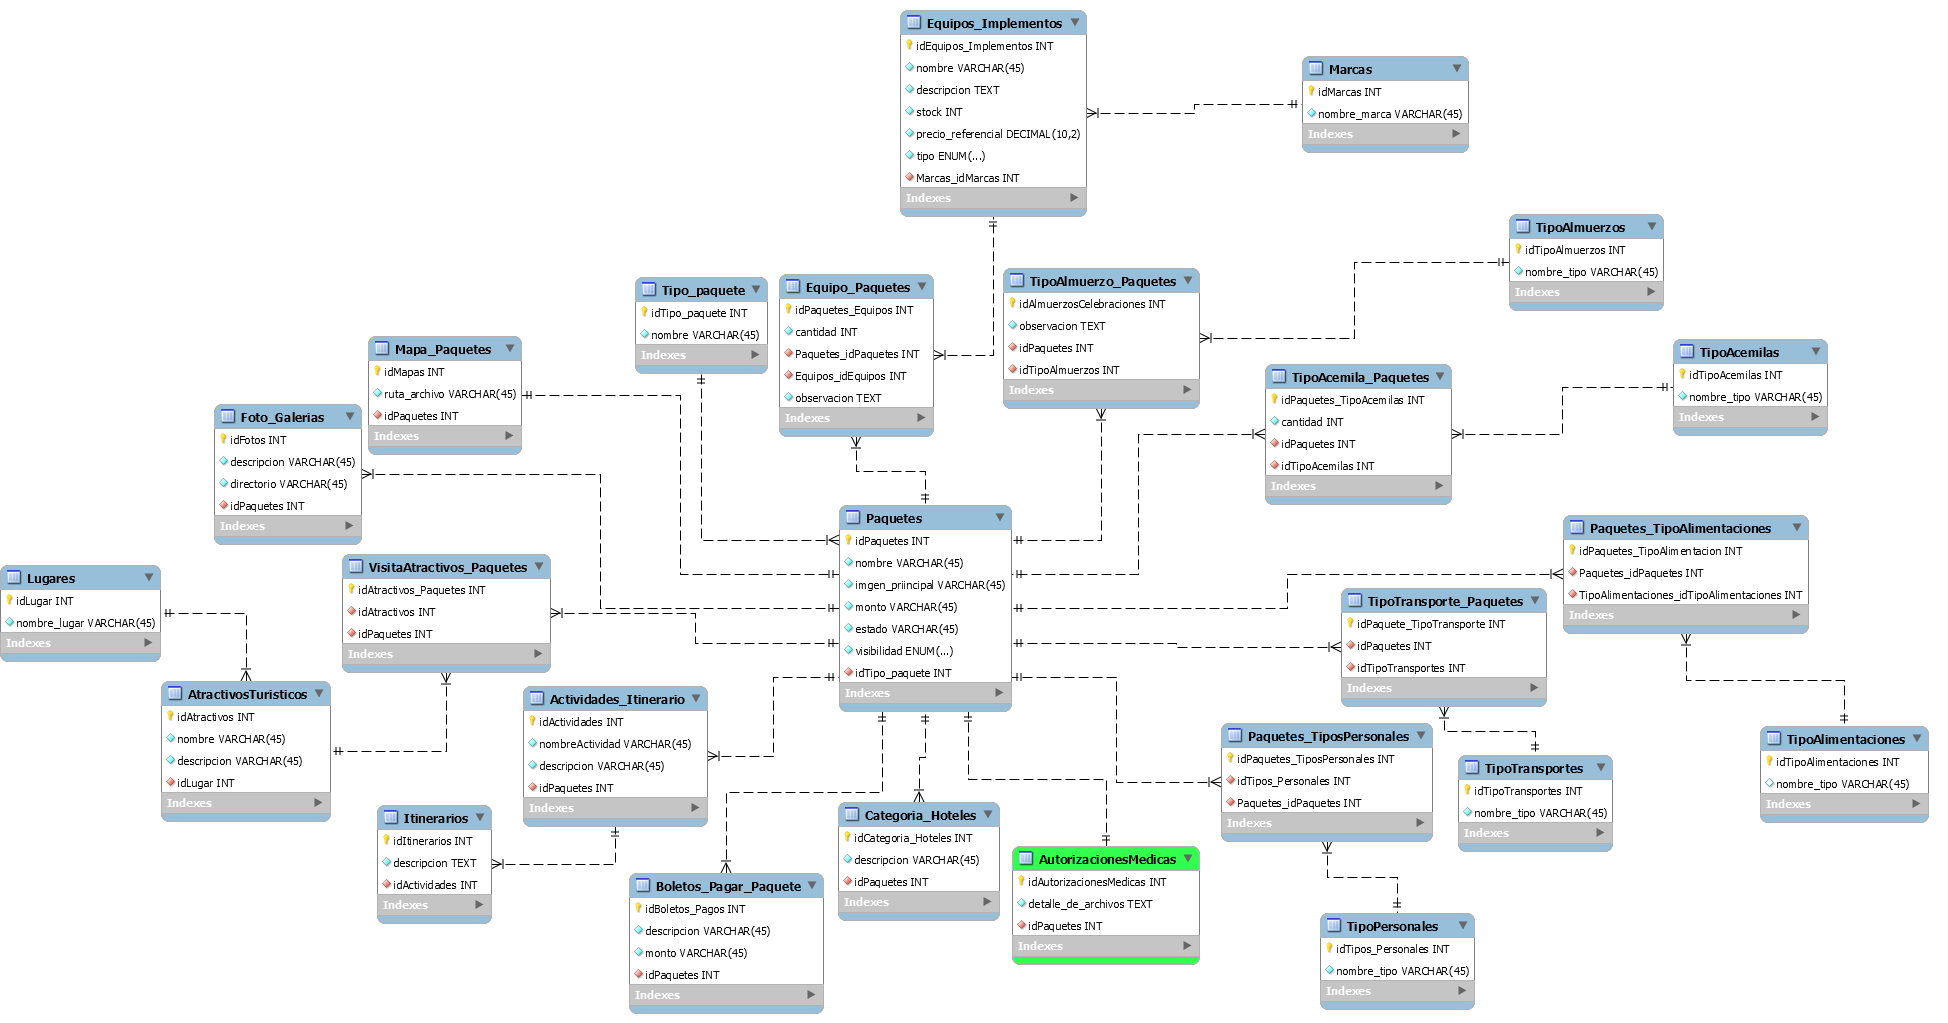 Equipos_Implementos
idEquipos_Implementos INT
nombre VARCHAR(45)
descripcion TEXT
stock INT
precio_referencial DECIMAL(10,2)
tipo ENUM(...)
Marcas_idMarcas INT
Indexes
Marcas
idMarcas INT
nombre_marca VARCHAR(45)
Indexes
TipoAlmuerzos
idTipoAlmuerzos INT
nombre_tipo VARCHAR(45)
Indexes
Tipo_paquete
idTipo_paquete INT
nombre VARCHAR(45)
Indexes
Equipo_Paquetes
idPaquetes_Equipos INT
cantidad INT
Paquetes_idPaquetes INT
Equipos_idEquipos INT
observacion TEXT
Indexes
TipoAlmuerzo_Paquetes
idAlmuerzosCelebraciones INT
observacion TEXT
idPaquetes INT
idTipoAlmuerzos INT
Indexes
Mapa_Paquetes
idMapas INT
ruta_archivo VARCHAR(45)
idPaquetes INT
Indexes
TipoAcemila_Paquetes
idPaquetes_TipoAcemilas INT
cantidad INT
idPaquetes INT
idTipoAcemilas INT
Indexes
TipoAcemilas
idTipoAcemilas INT
nombre_tipo VARCHAR(45)
Indexes
Foto_Galerias
idFotos INT
descripcion VARCHAR(45)
directorio VARCHAR(45)
idPaquetes INT
Indexes
Paquetes
idPaquetes INT
nombre VARCHAR(45)
imgen_priincipal VARCHAR(45)
monto VARCHAR(45)
estado VARCHAR(45)
visibilidad ENUM(...)
idTipo_paquete INT
Indexes
Paquetes_TipoAlimentaciones
idPaquetes_TipoAlimentacion INT
Paquetes_idPaquetes INT
TipoAlimentaciones_idTipoAlimentaciones INT
Indexes
Lugares
idLugar INT
nombre_lugar VARCHAR(45)
Indexes
VisitaAtractivos_Paquetes
idAtractivos_Paquetes INT
idAtractivos INT
idPaquetes INT
Indexes
TipoTransporte_Paquetes
idPaquete_TipoTransporte INT
idPaquetes INT
idTipoTransportes INT
Indexes
AtractivosTuristicos
idAtractivos INT
nombre VARCHAR(45)
descripcion VARCHAR(45)
idLugar INT
Indexes
Actividades_Itinerario
idActividades INT
nombreActividad VARCHAR(45)
descripcion VARCHAR(45)
idPaquetes INT
Indexes
Paquetes_TiposPersonales
idPaquetes_TiposPersonales INT
idTipos_Personales INT
Paquetes_idPaquetes INT
Indexes
TipoTransportes
idTipoTransportes INT
nombre_tipo VARCHAR(45)
Indexes
TipoAlimentaciones
idTipoAlimentaciones INT
nombre_tipo VARCHAR(45)
Indexes
Itinerarios
idItinerarios INT
descripcion TEXT
idActividades INT
Indexes
Boletos_Pagar_Paquete
idBoletos_Pagos INT
descripcion VARCHAR(45)
monto VARCHAR(45)
idPaquetes INT
Indexes
Categoria_Hoteles
idCategoria_Hoteles INT
descripcion VARCHAR(45)
idPaquetes INT
Indexes
AutorizacionesMedicas
idAutorizacionesMedicas INT
detalle_de_archivos TEXT
idPaquetes INT
Indexes
TipoPersonales
idTipos_Personales INT
nombre_tipo VARCHAR(45)
Indexes